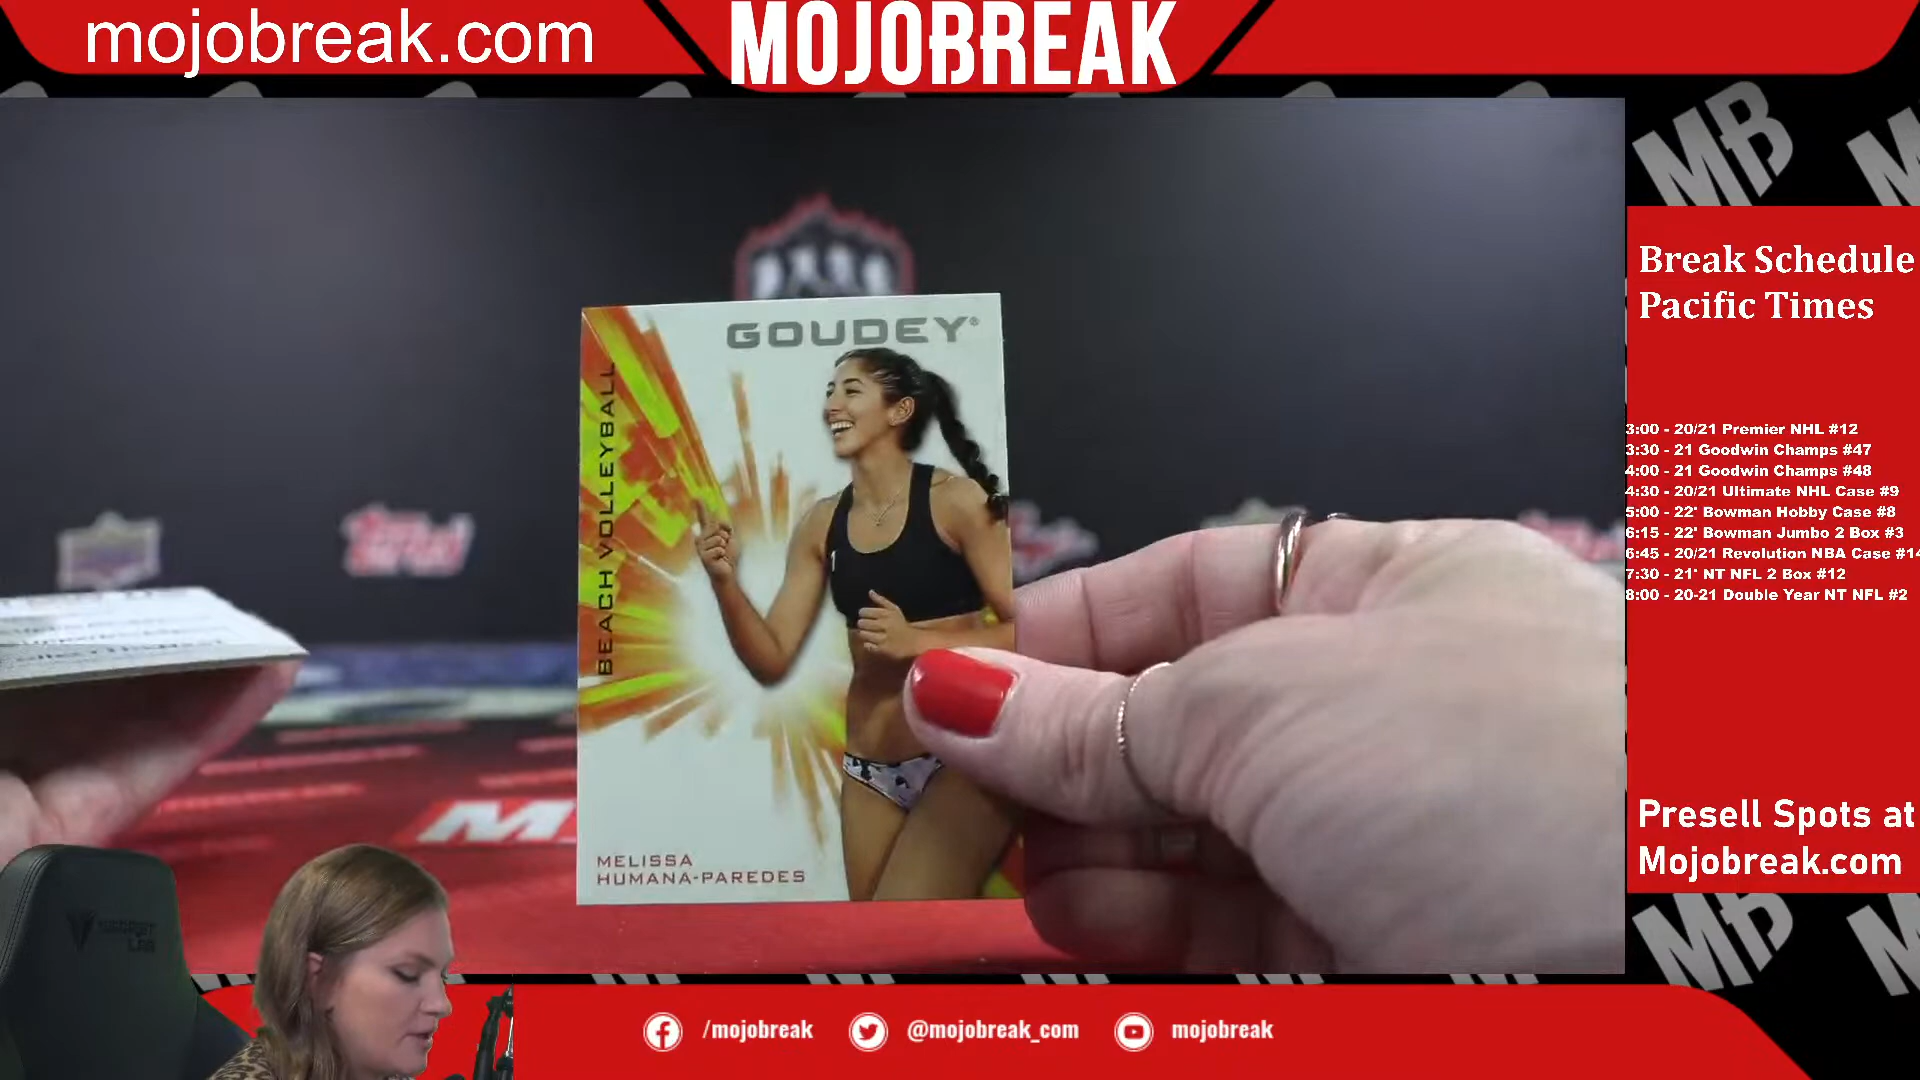 mojobreak.com
MOJOBREAK
MB
Break Schedule
Pacific Times
3:00 - 20/21 Premier NHL #12
3:30 - 21 Goodwin Champs #47
4:00 - 21 Goodwin Champs #48
4:30 - 20/21 Ultimate NHL Case #9
5:00 - 22' Bowman Hobby Case #8
6:15 - 22' Bowman Jumbo 2 Box #3
6:45 - 20/21 Revolution NBA Case #14
7:30 - 21' NT NFL 2 Box #12
8:00 - 20-21 Double Year NT NFL #2
GOUDEY®
BEACH VOLLEYBALL
MELISSA
HUMANA-PAREDES
topps
M
Presell Spots at
Mojobreak.com
MB
/mojobreak
@mojobreak_com
mojobreak